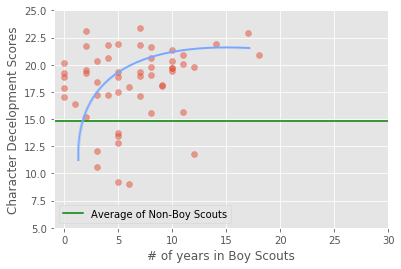 25.0
22.5
20.0
17.5
15.0
12.5
10.0
7.5
5.0
Character Decelopment Scores
Average of Non-Boy Scouts
0 5 10 15 20 25 30
# of years in Boy Scouts